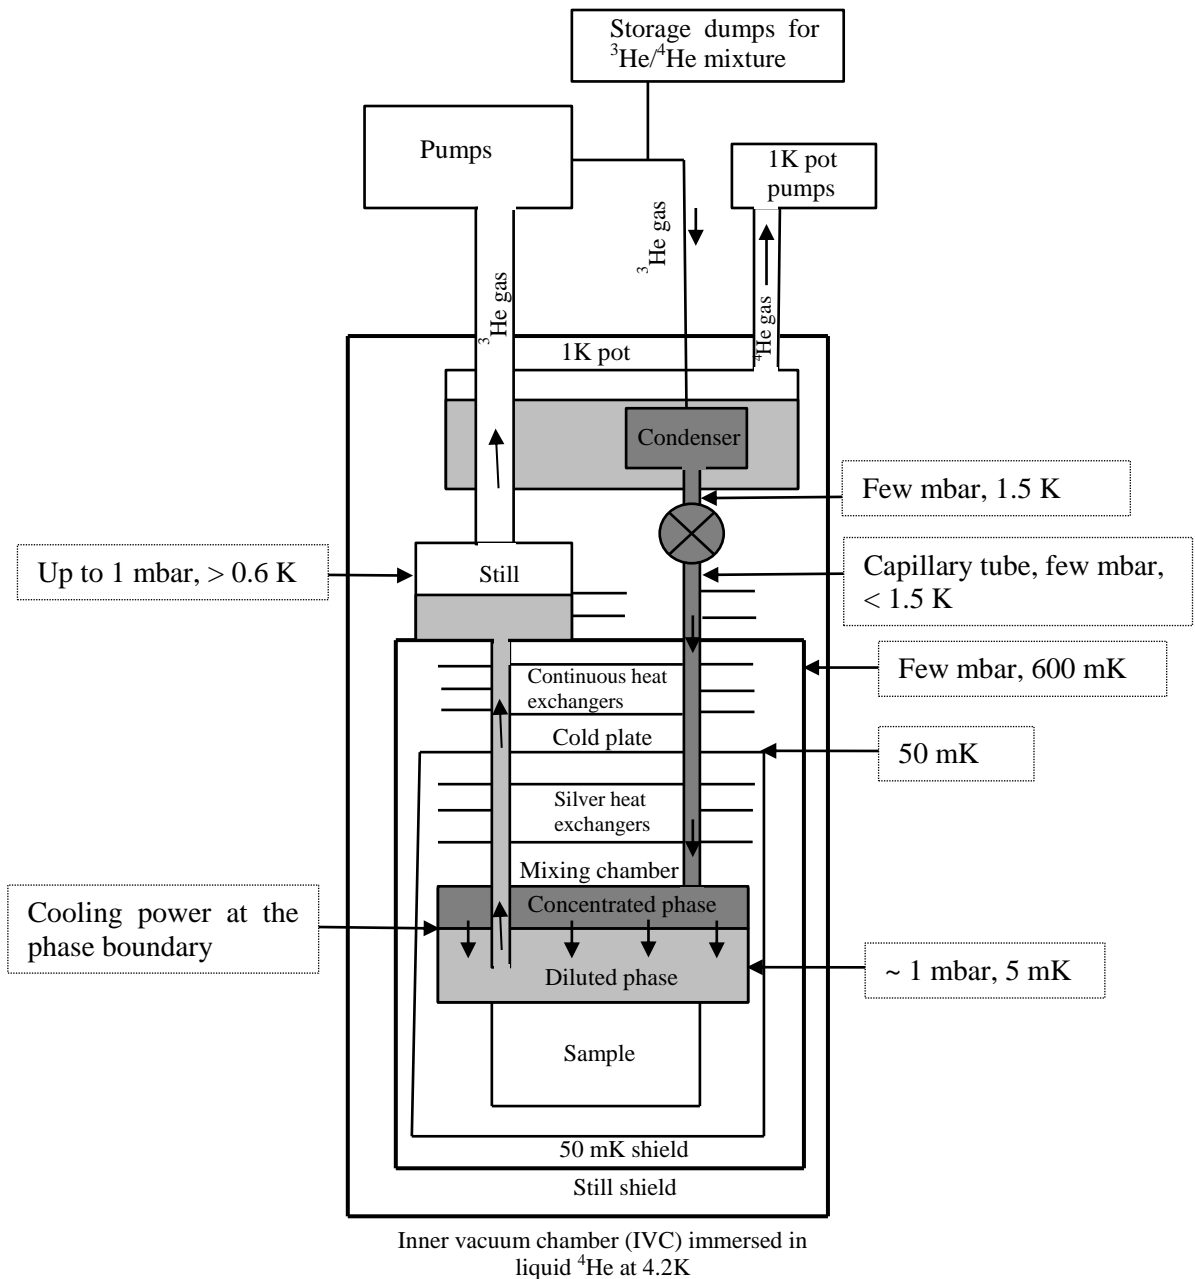 Storage dumps for
³He/⁴He mixture
Pumps
1K pot
pumps
³He gas
³He gas
⁴He gas
1K pot
Condenser
Few mbar, 1.5 K
Up to 1 mbar, > 0.6 K
Still
Capillary tube, few mbar,
< 1.5 K
Few mbar, 600 mK
Continuous heat
exchangers
Cold plate
50 mK
Silver heat
exchangers
Mixing chamber
Concentrated phase
Cooling power at the
phase boundary
Diluted phase
~ 1 mbar, 5 mK
Sample
50 mK shield
Still shield
Inner vacuum chamber (IVC) immersed in
liquid ⁴He at 4.2K